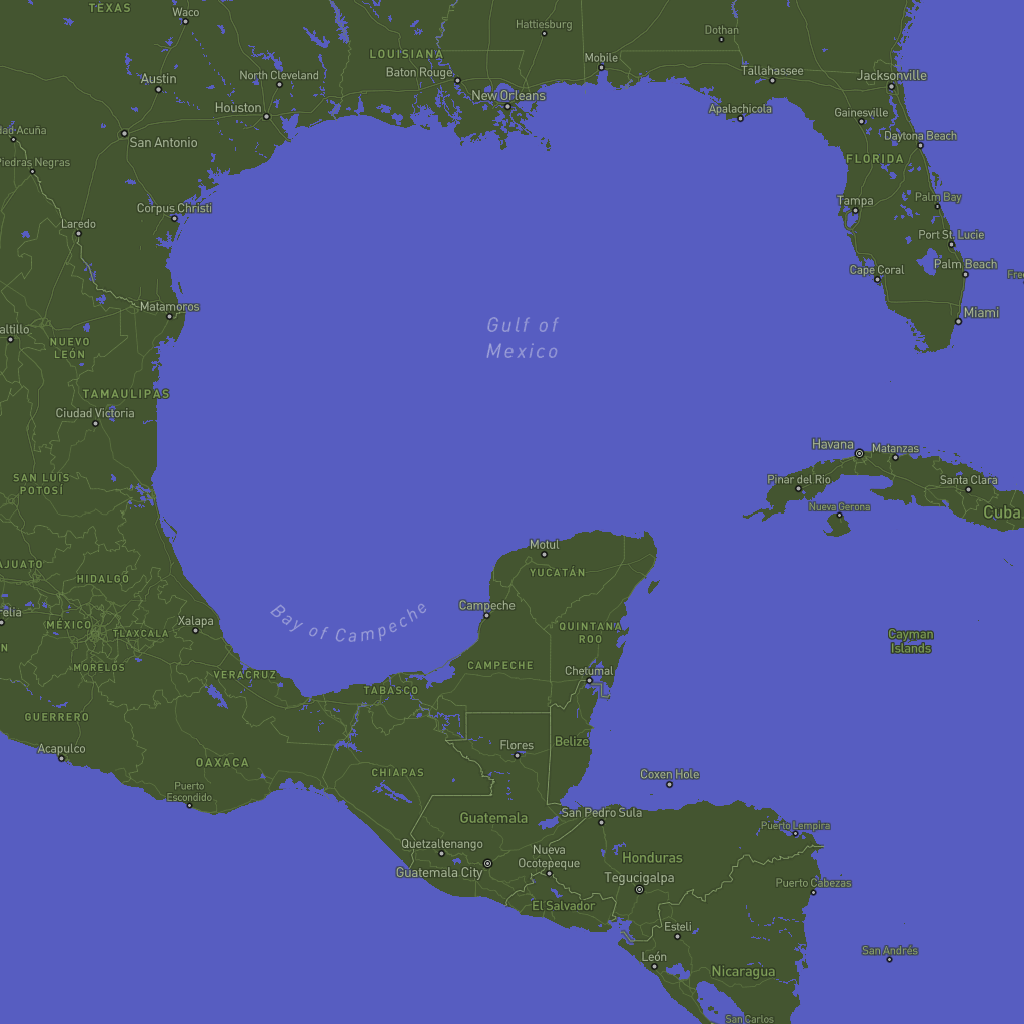 TEXAS
Waco
Hattiesburg
Dothan
LOUISIANA
Mobile
Baton Rouge
Tallahassee
Austin
North Cleveland
Jacksonville
New Orleans
Houston
Apalachicola
Gainesville
dad Acuña
San Antonio
Daytona Beach
Piedras Negras
FLORIDA
Corpus Christi
Tampa
Palm Bay
Laredo
Port St. Lucie
Palm Beach
Cape Coral
Free
Matamoros
Miami
Gulf of
Mexico
altillo
NUEVO
LEÓN
TAMAULIPAS
Ciudad Victoria
Havana
Matanzas
SAN LUIS
POTOSÍ
Pinar del Rio
Santa Clara
Nueva Gerona
Cuba
Motul
AJUATO
HIDALGO
YUCATÁN
Campeche
relia
MÉXICO
Xalapa
Bay of Campeche
QUINTANA
ROO
TLAXCALA
Cayman
Islands
N
MORELOS
VERACRUZ
CAMPECHE
Chetumal
TABASCO
GUERRERO
Acapulco
Flores
Belize
OAXACA
CHIAPAS
Coxen Hole
Puerto
Escondido
Guatemala
San Pedro Sula
Puerto Lempira
Quetzaltenango
Nueva
Ocotepeque
Honduras
Guatemala City
Tegucigalpa
Puerto Cabezas
El Salvador
Esteli
San Andrés
León
Nicaragua
San Carlos